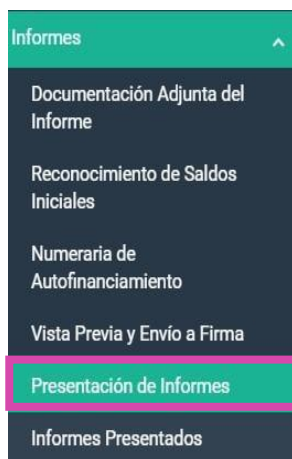 Informes
Documentación Adjunta del
Informe
Reconocimiento de Saldos
Iniciales
Numeraria de
Autofinanciamiento
Vista Previa y Envío a Firma
Presentación de Informes
Informes Presentados